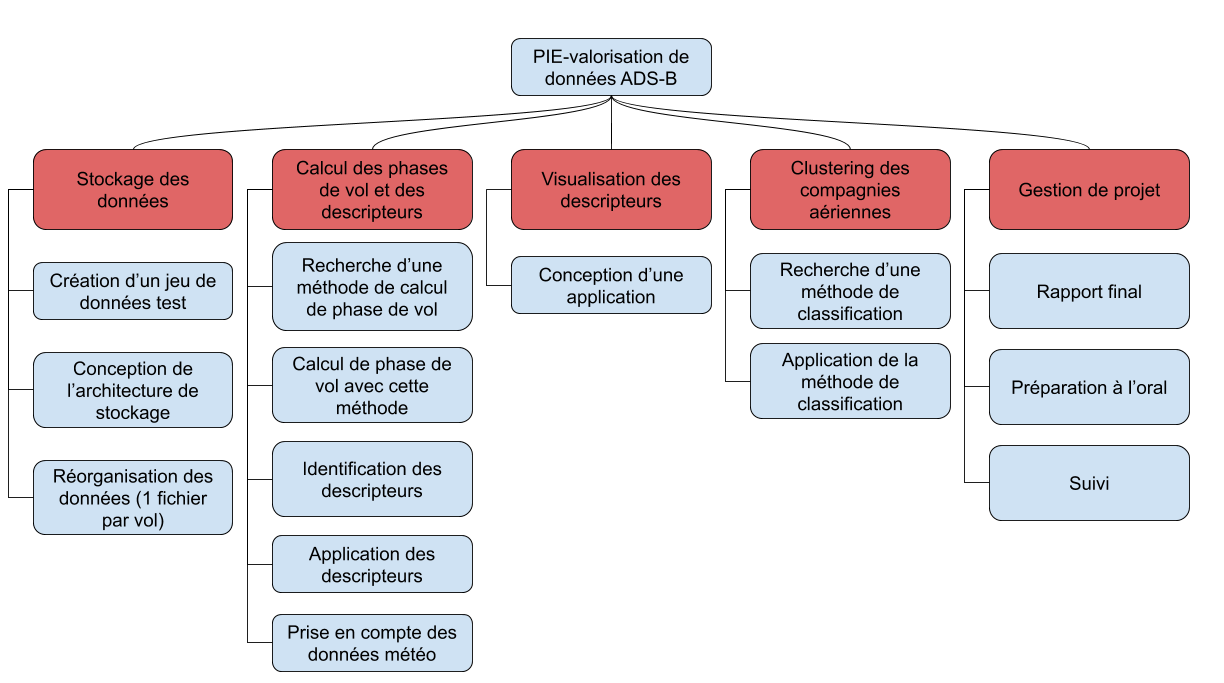 PIE-valorisation de
données ADS-B
Stockage des
données
Création d’un jeu de
données test
Conception de
l’architecture de
stockage
Réorganisation des
données (1 fichier
par vol)
Calcul des phases
de vol et des
descripteurs
Recherche d’une
méthode de calcul
de phase de vol
Calcul de phase de
vol avec cette
méthode
Identification des
descripteurs
Application des
descripteurs
Prise en compte des
données météo
Visualisation des
descripteurs
Conception d’une
application
Clustering des
compagnies
aériennes
Recherche d’une
méthode de
classification
Application de la
méthode de
classification
Gestion de projet
Rapport final
Préparation à l’oral
Suivi